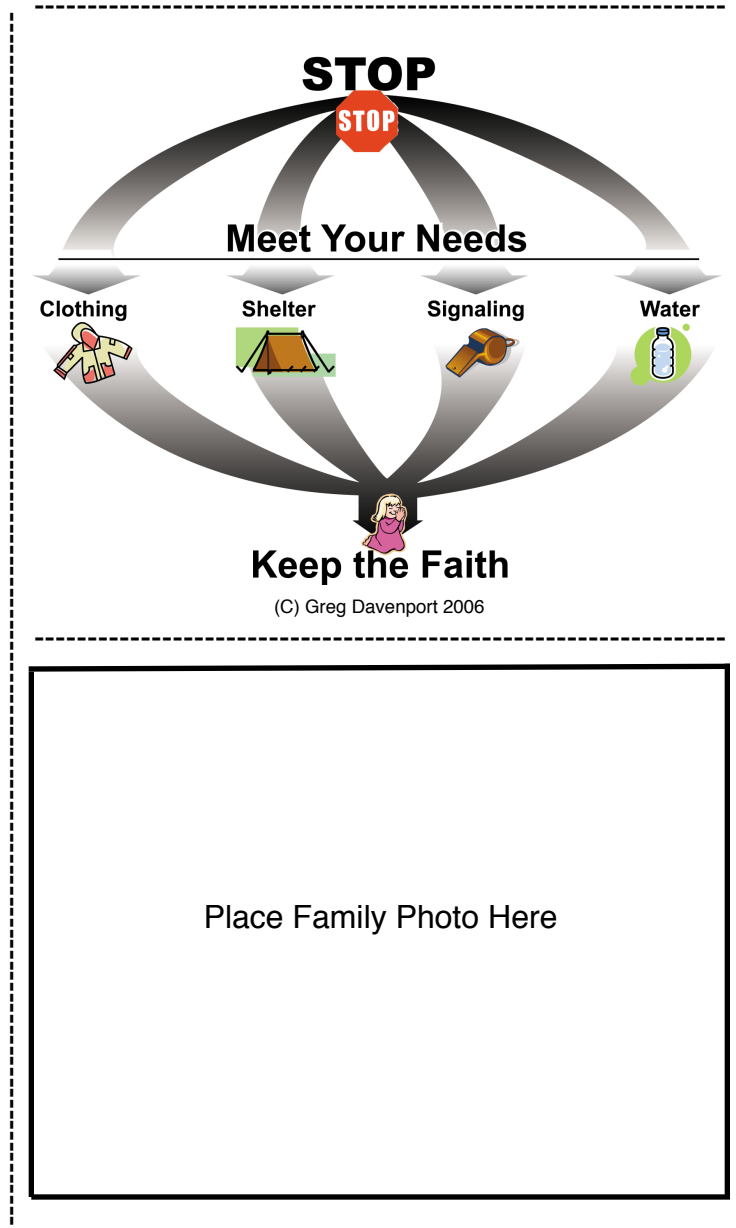 STOP
STOP
Meet Your Needs
Clothing Shelter Signaling Water
Keep the Faith
(C) Greg Davenport 2006
Place Family Photo Here